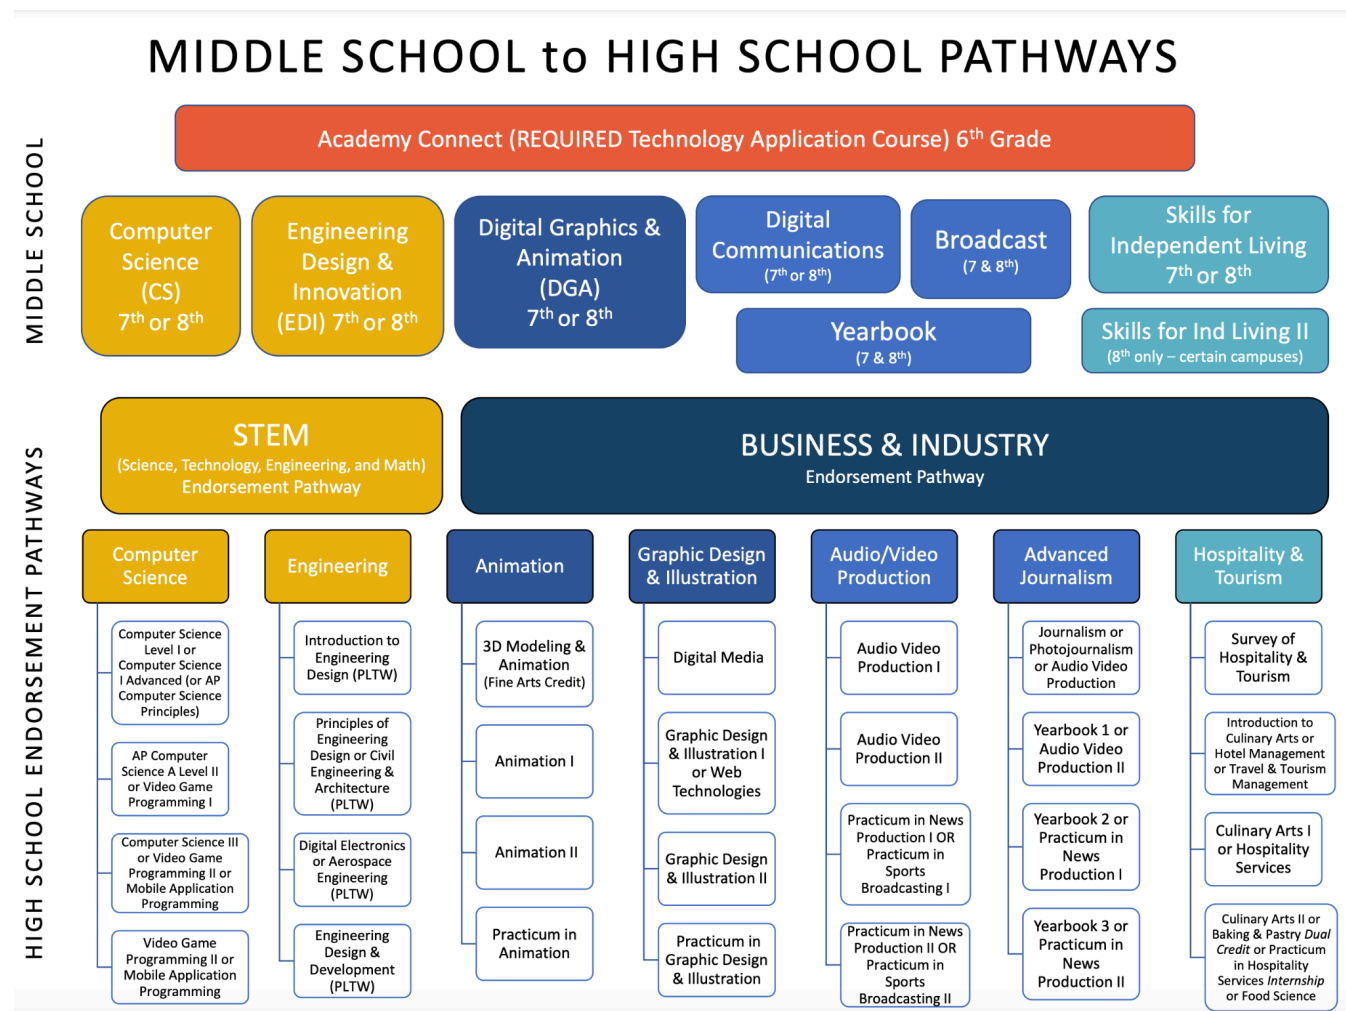 MIDDLE SCHOOL to HIGH SCHOOL PATHWAYS
MIDDLE SCHOOL
Academy Connect (REQUIRED Technology Application Course) 6th Grade
Computer
Science
(CS)
7th or 8th
Engineering
Design &
Innovation
(EDI) 7th or 8th
Digital Graphics &
Animation
(DGA)
7th or 8th
Digital
Communications
(7th or 8th)
Broadcast
(7 & 8th)
Yearbook
(7 & 8th)
Skills for
Independent Living
7th or 8th
Skills for Ind Living II
(8th only – certain campuses)
HIGH SCHOOL ENDORSEMENT PATHWAYS
STEM
(Science, Technology, Engineering, and Math)
Endorsement Pathway
BUSINESS & INDUSTRY
Endorsement Pathway
Computer
Science
Computer Science
Level I or
Computer Science
I Advanced (or AP
Computer Science
Principles)
AP Computer
Science A Level II
or Video Game
Programming I
Computer Science III
or Video Game
Programming II or
Mobile Application
Programming
Video Game
Programming II or
Mobile Application
Programming
Engineering
Introduction to
Engineering
Design (PLTW)
Principles of
Engineering
Design or Civil
Engineering &
Architecture
(PLTW)
Digital Electronics
or Aerospace
Engineering
(PLTW)
Engineering
Design &
Development
(PLTW)
Animation
3D Modeling &
Animation
(Fine Arts Credit)
Animation I
Animation II
Practicum in
Animation
Graphic Design
& Illustration
Digital Media
Graphic Design
& Illustration I
or Web
Technologies
Graphic Design
& Illustration II
Practicum in
Graphic Design
& Illustration
Audio/Video
Production
Audio Video
Production I
Audio Video
Production II
Practicum in News
Production I OR
Practicum in
Sports
Broadcasting I
Practicum in News
Production II OR
Practicum in
Sports
Broadcasting II
Advanced
Journalism
Journalism or
Photojournalism
or Audio Video
Production
Yearbook 1 or
Audio Video
Production II
Yearbook 2 or
Practicum in
News
Production I
Yearbook 3 or
Practicum in
News
Production II
Hospitality &
Tourism
Survey of
Hospitality &
Tourism
Introduction to
Culinary Arts or
Hotel Management
or Travel & Tourism
Management
Culinary Arts I
or Hospitality
Services
Culinary Arts II or
Baking & Pastry Dual
Credit or Practicum
in Hospitality
Services Internship
or Food Science